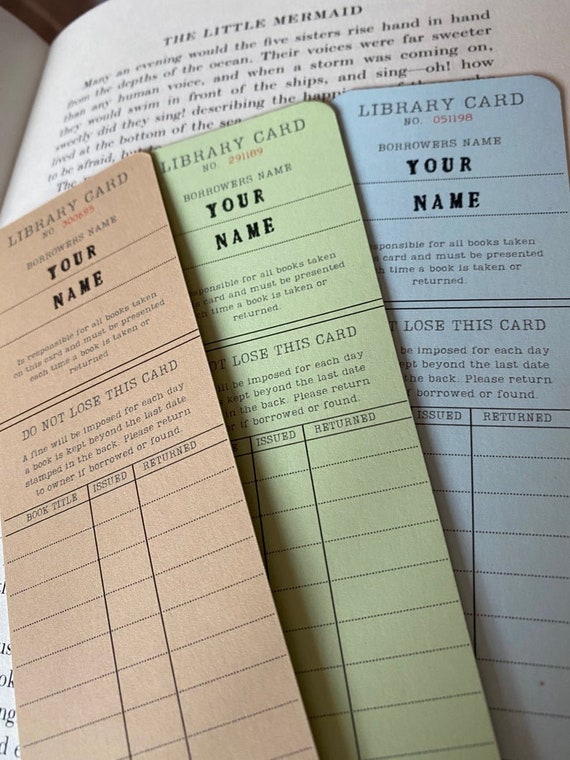 THE LITTLE MERMAID
Many an evening would the five sisters rise hand in hand
from the depths of the ocean. Their voices were far sweeter
than any human voice, and when a storm was coming on,
they would swim in front of the ships, and sing—oh! how
sweetly did they sing! describing the happi
lived at the bottom of the sea
to be afraid, bu
The
LIBRARY CARD
NO. 300685
BORROWERS NAME
YOUR
NAME
Is responsible for all books taken
on this card and must be presented
each time a book is taken or
returned
DO NOT LOSE THIS CARD
A fine will be imposed for each day
a book is kept beyond the last date
stamped in the back. Please return
to owner if borrowed or found.
BOOK TITLE ISSUED RETURNED
LIBRARY CARD
NO. 291189
BORROWERS NAME
YOUR
NAME
responsible for all books taken
card and must be presented
time a book is taken or
returned.
NOT LOSE THIS CARD
will be imposed for each day
kept beyond the last date
in the back. Please return
if borrowed or found.
ISSUED RETURNED
LIBRARY CARD
NO. 051198
BORROWERS NAME
YOUR
NAME
responsible for all books taken
card and must be presented
time a book is taken or
returned.
LOSE THIS CARD
be imposed for each day
beyond the last date
the back. Please return
borrowed or found.
ISSUED RETURNED